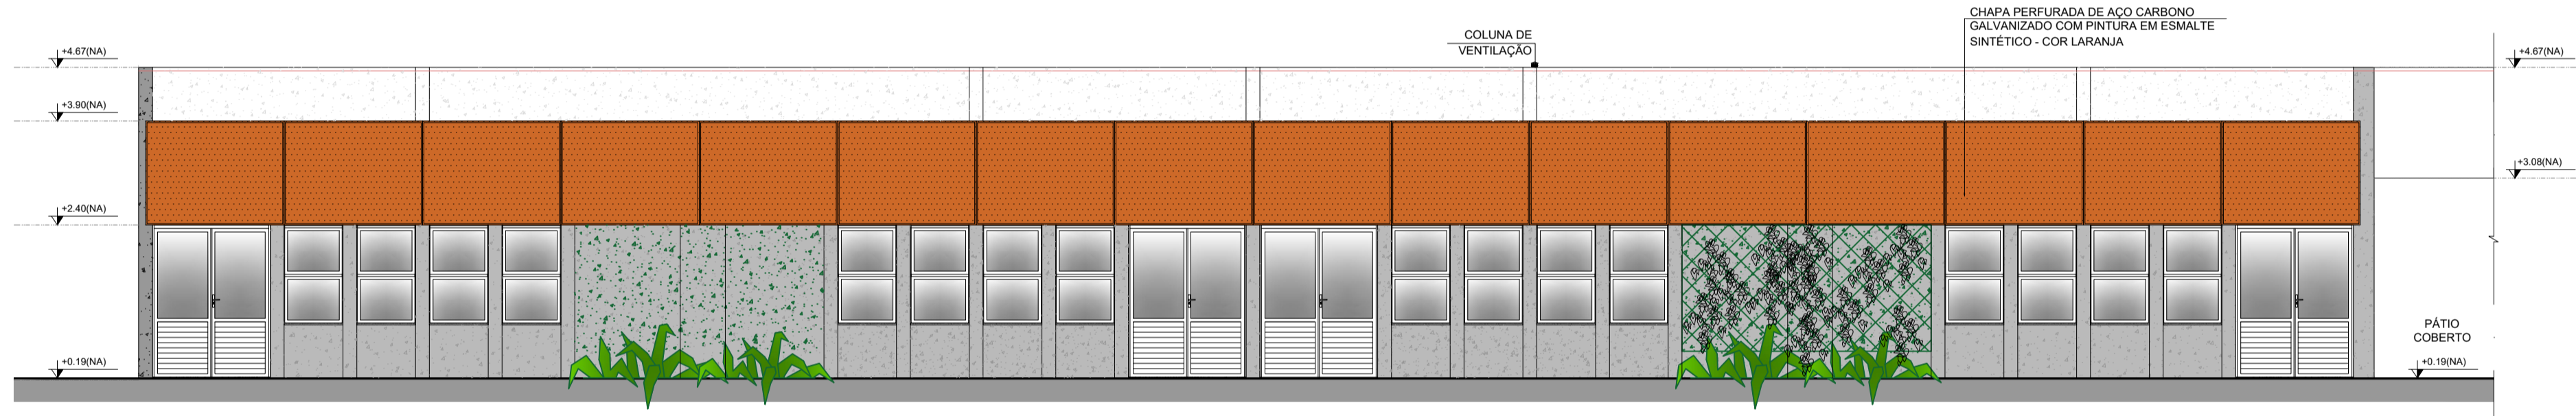 CHAPA PERFURADA DE AÇO CARBONO
GALVANIZADO COM PINTURA EM ESMALTE
SINTÉTICO - COR LARANJA
COLUNA DE
VENTILAÇÃO
+4.67(NA)
+3.90(NA)
+2.40(NA)
+0.19(NA)
+4.67(NA)
+3.08(NA)
PÁTIO
COBERTO
+0.19(NA)